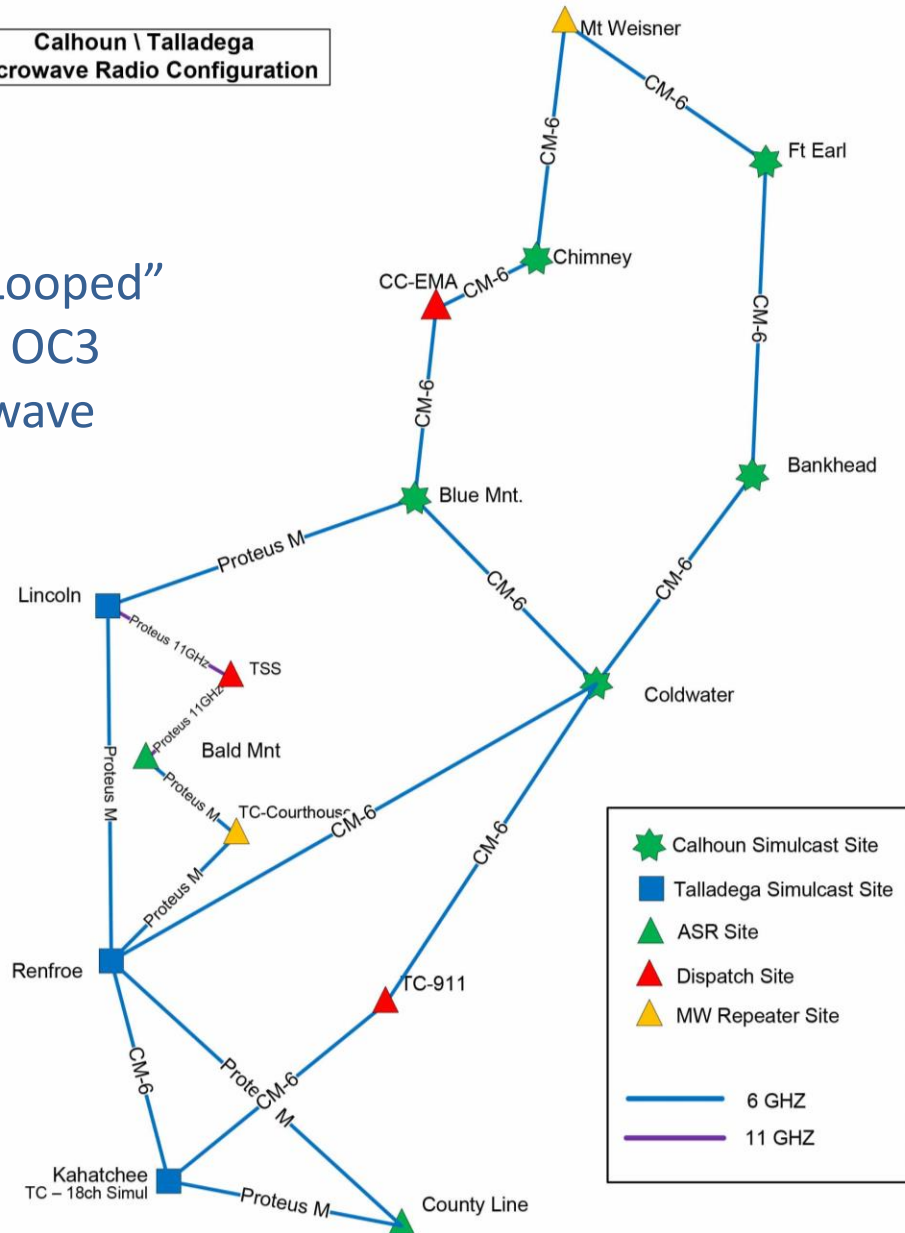 Calhoun \ Talladega
crowave Radio Configuration
Mt Weisner
CM-6
CM-6
Ft Earl
Looped”
OC3
wave
Chimney
CC-EMA
CM-6
CM-6
CM-6
Bankhead
Blue Mnt.
Proteus M
CM-6
CM-6
Lincoln
Proteus 11GHz
TSS
Proteus 11GHz
Coldwater
Bald Mnt
Proteus M
Proteus M
TC-Courthouse
CM-6
CM-6
Proteus M
Renfroe
TC-911
CM-6
Proteus M
CM-6
Kahatchee
TC – 18ch Simul
Proteus M
County Line
Calhoun Simulcast Site
Talladega Simulcast Site
ASR Site
Dispatch Site
MW Repeater Site
6 GHZ
11 GHZ